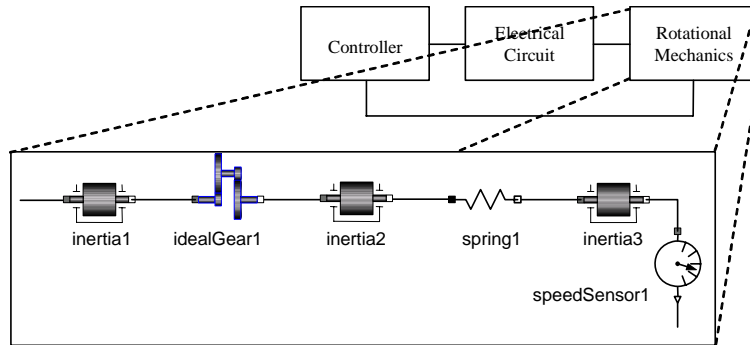 Controller
Electrical
Circuit
Rotational
Mechanics
inertia1
idealGear1
inertia2
spring1
inertia3
speedSensor1